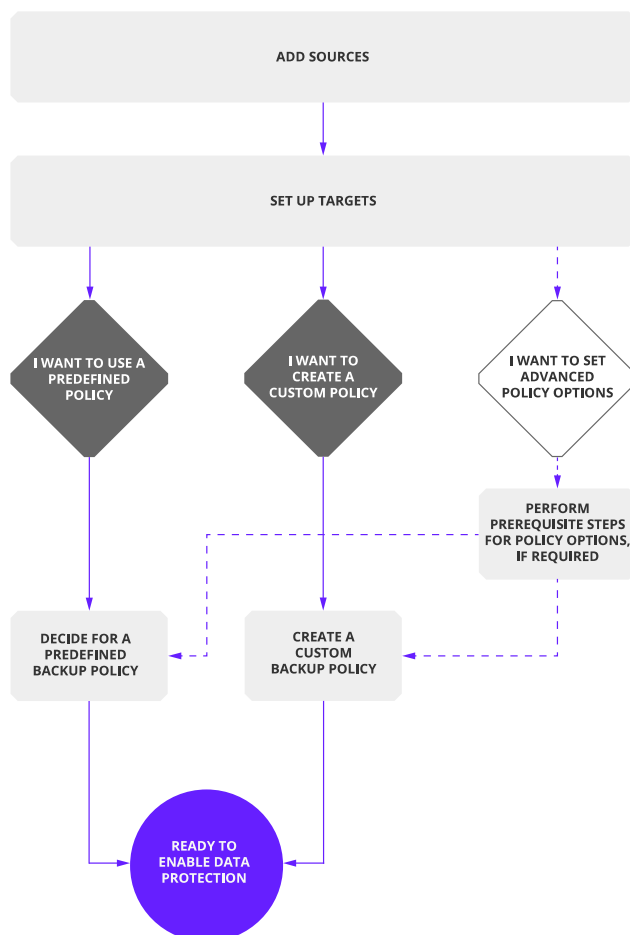 ADD SOURCES
SET UP TARGETS
I WANT TO USE A
PREDEFINED
POLICY
I WANT TO
CREATE A
CUSTOM POLICY
I WANT TO SET
ADVANCED
POLICY OPTIONS
PERFORM
PREREQUISITE STEPS
FOR POLICY OPTIONS,
IF REQUIRED
DECIDE FOR A
PREDEFINED
BACKUP POLICY
CREATE A
CUSTOM
BACKUP POLICY
READY TO
ENABLE DATA
PROTECTION